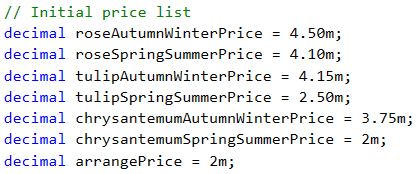 // Initial price list
decimal roseAutumnWinterPrice = 4.50m;
decimal roseSpringSummerPrice = 4.10m;
decimal tulipAutumnWinterPrice = 4.15m;
decimal tulipSpringSummerPrice = 2.50m;
decimal chrysantemumAutumnWinterPrice = 3.75m;
decimal chrysantemumSpringSummerPrice = 2m;
decimal arrangePrice = 2m;